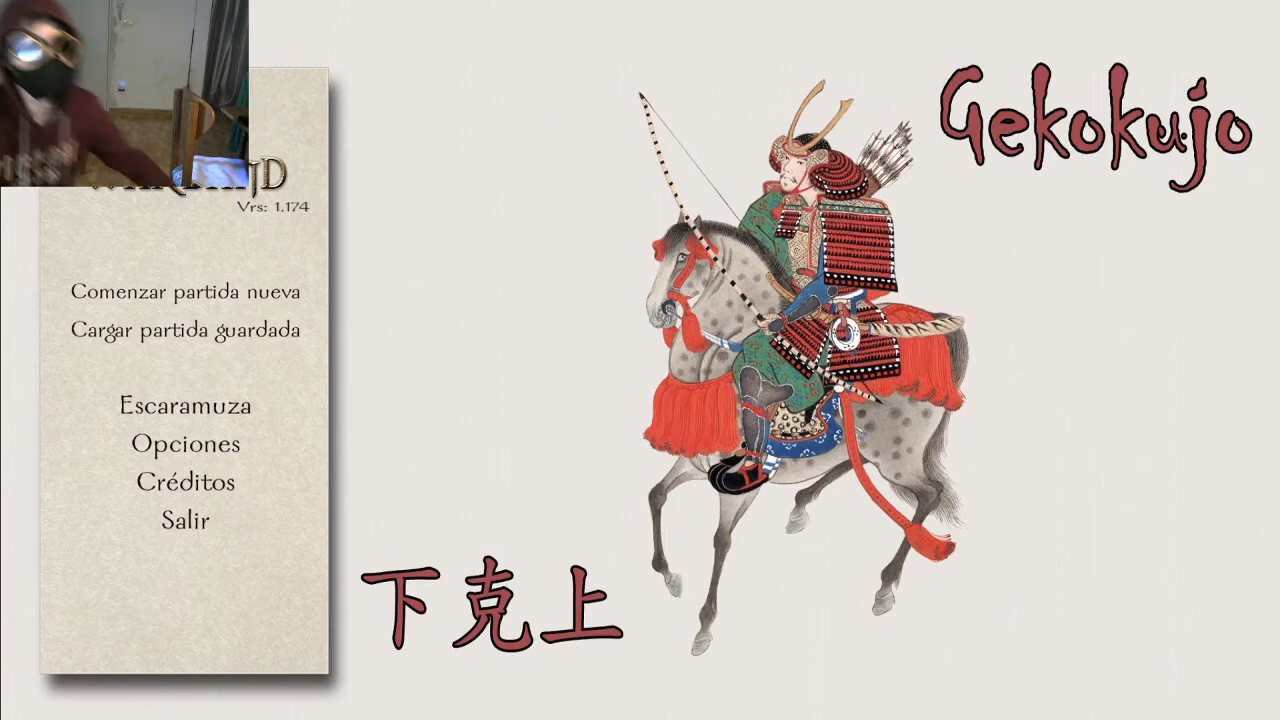 Gekokujo
Vrs: 1.174
Comenzar partida nueva
Cargar partida guardada
Escaramuza
Opciones
Créditos
Salir
下克上